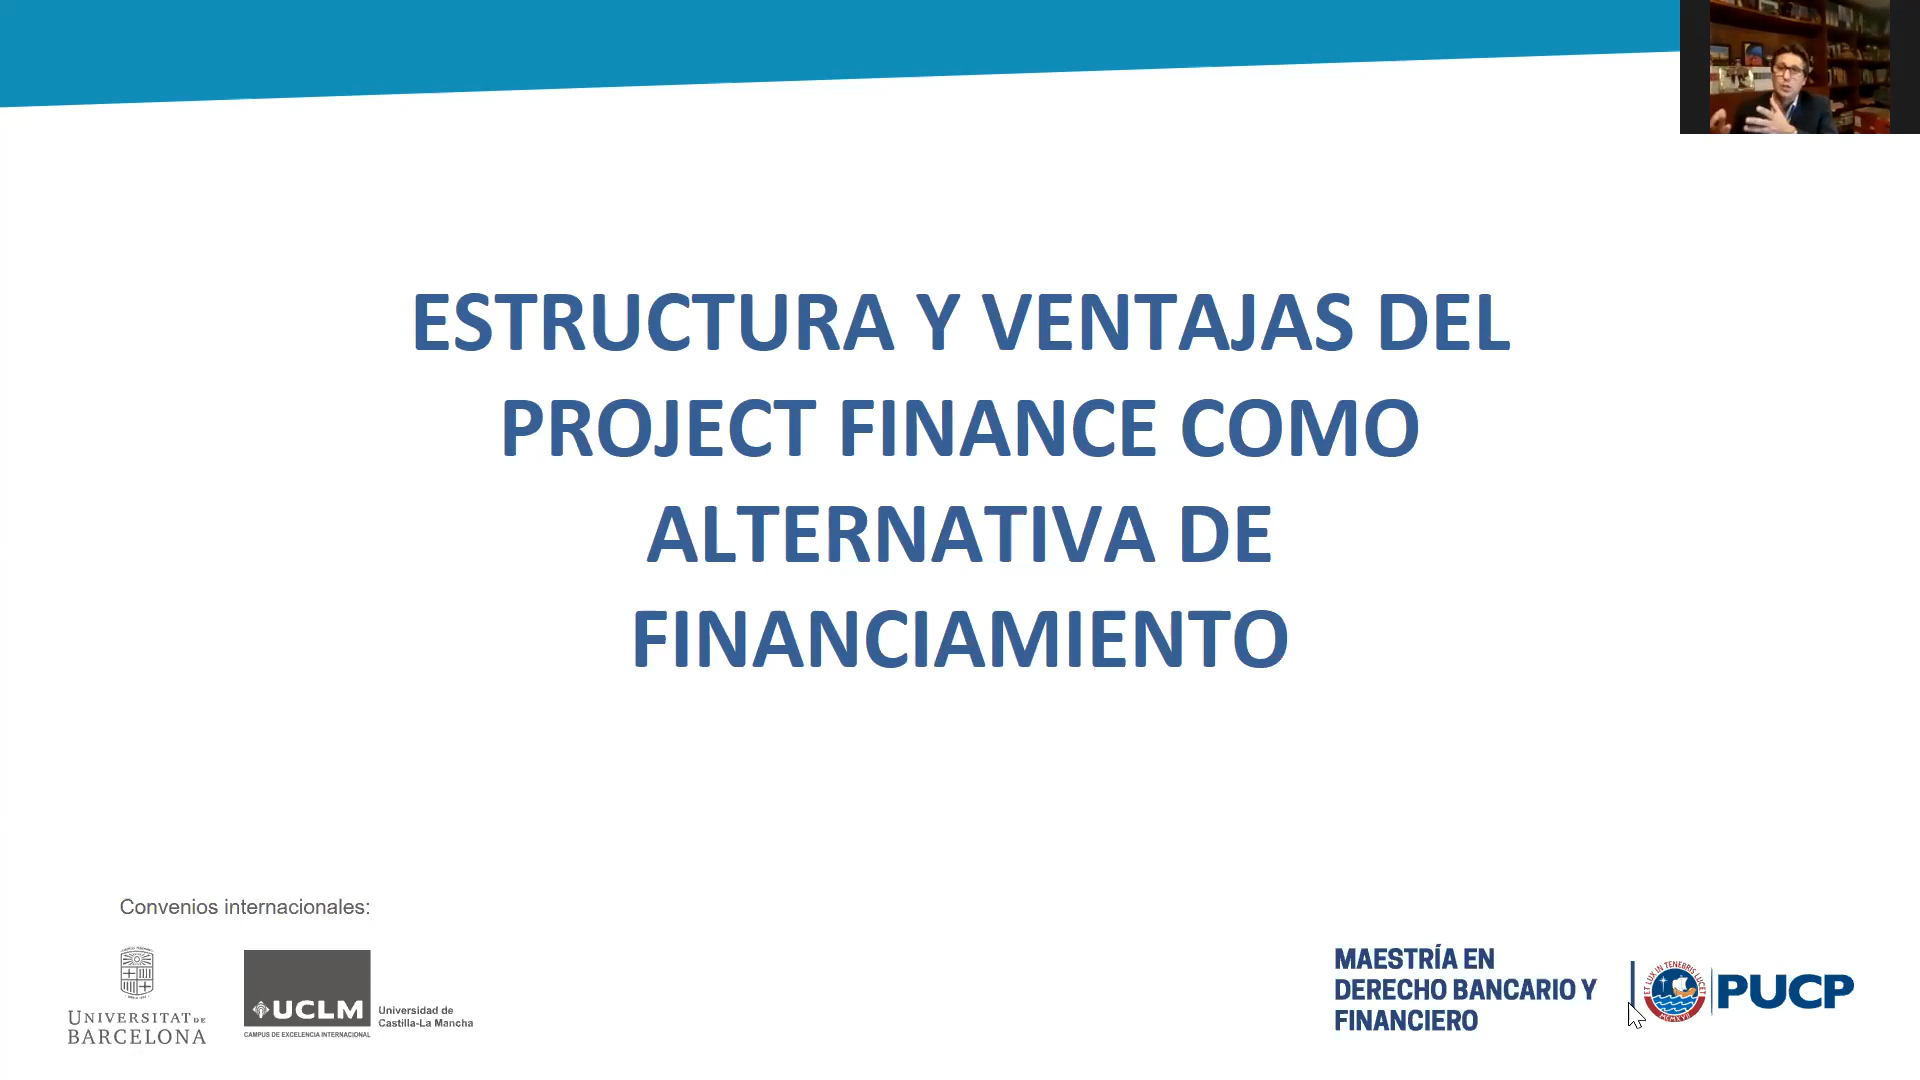 ESTRUCTURA Y VENTAJAS DEL
PROJECT FINANCE COMO
ALTERNATIVA DE
FINANCIAMIENTO
Convenios internacionales:
UNIVERSITAT DE
BARCELONA
UCLM
CAMPUS DE EXCELENCIA INTERNACIONAL
Universidad de
Castilla-La Mancha
MAESTRÍA EN
DERECHO BANCARIO Y
FINANCIERO
ET LUX IN TENEBRIS LUCET
MCMXVII
PUCP